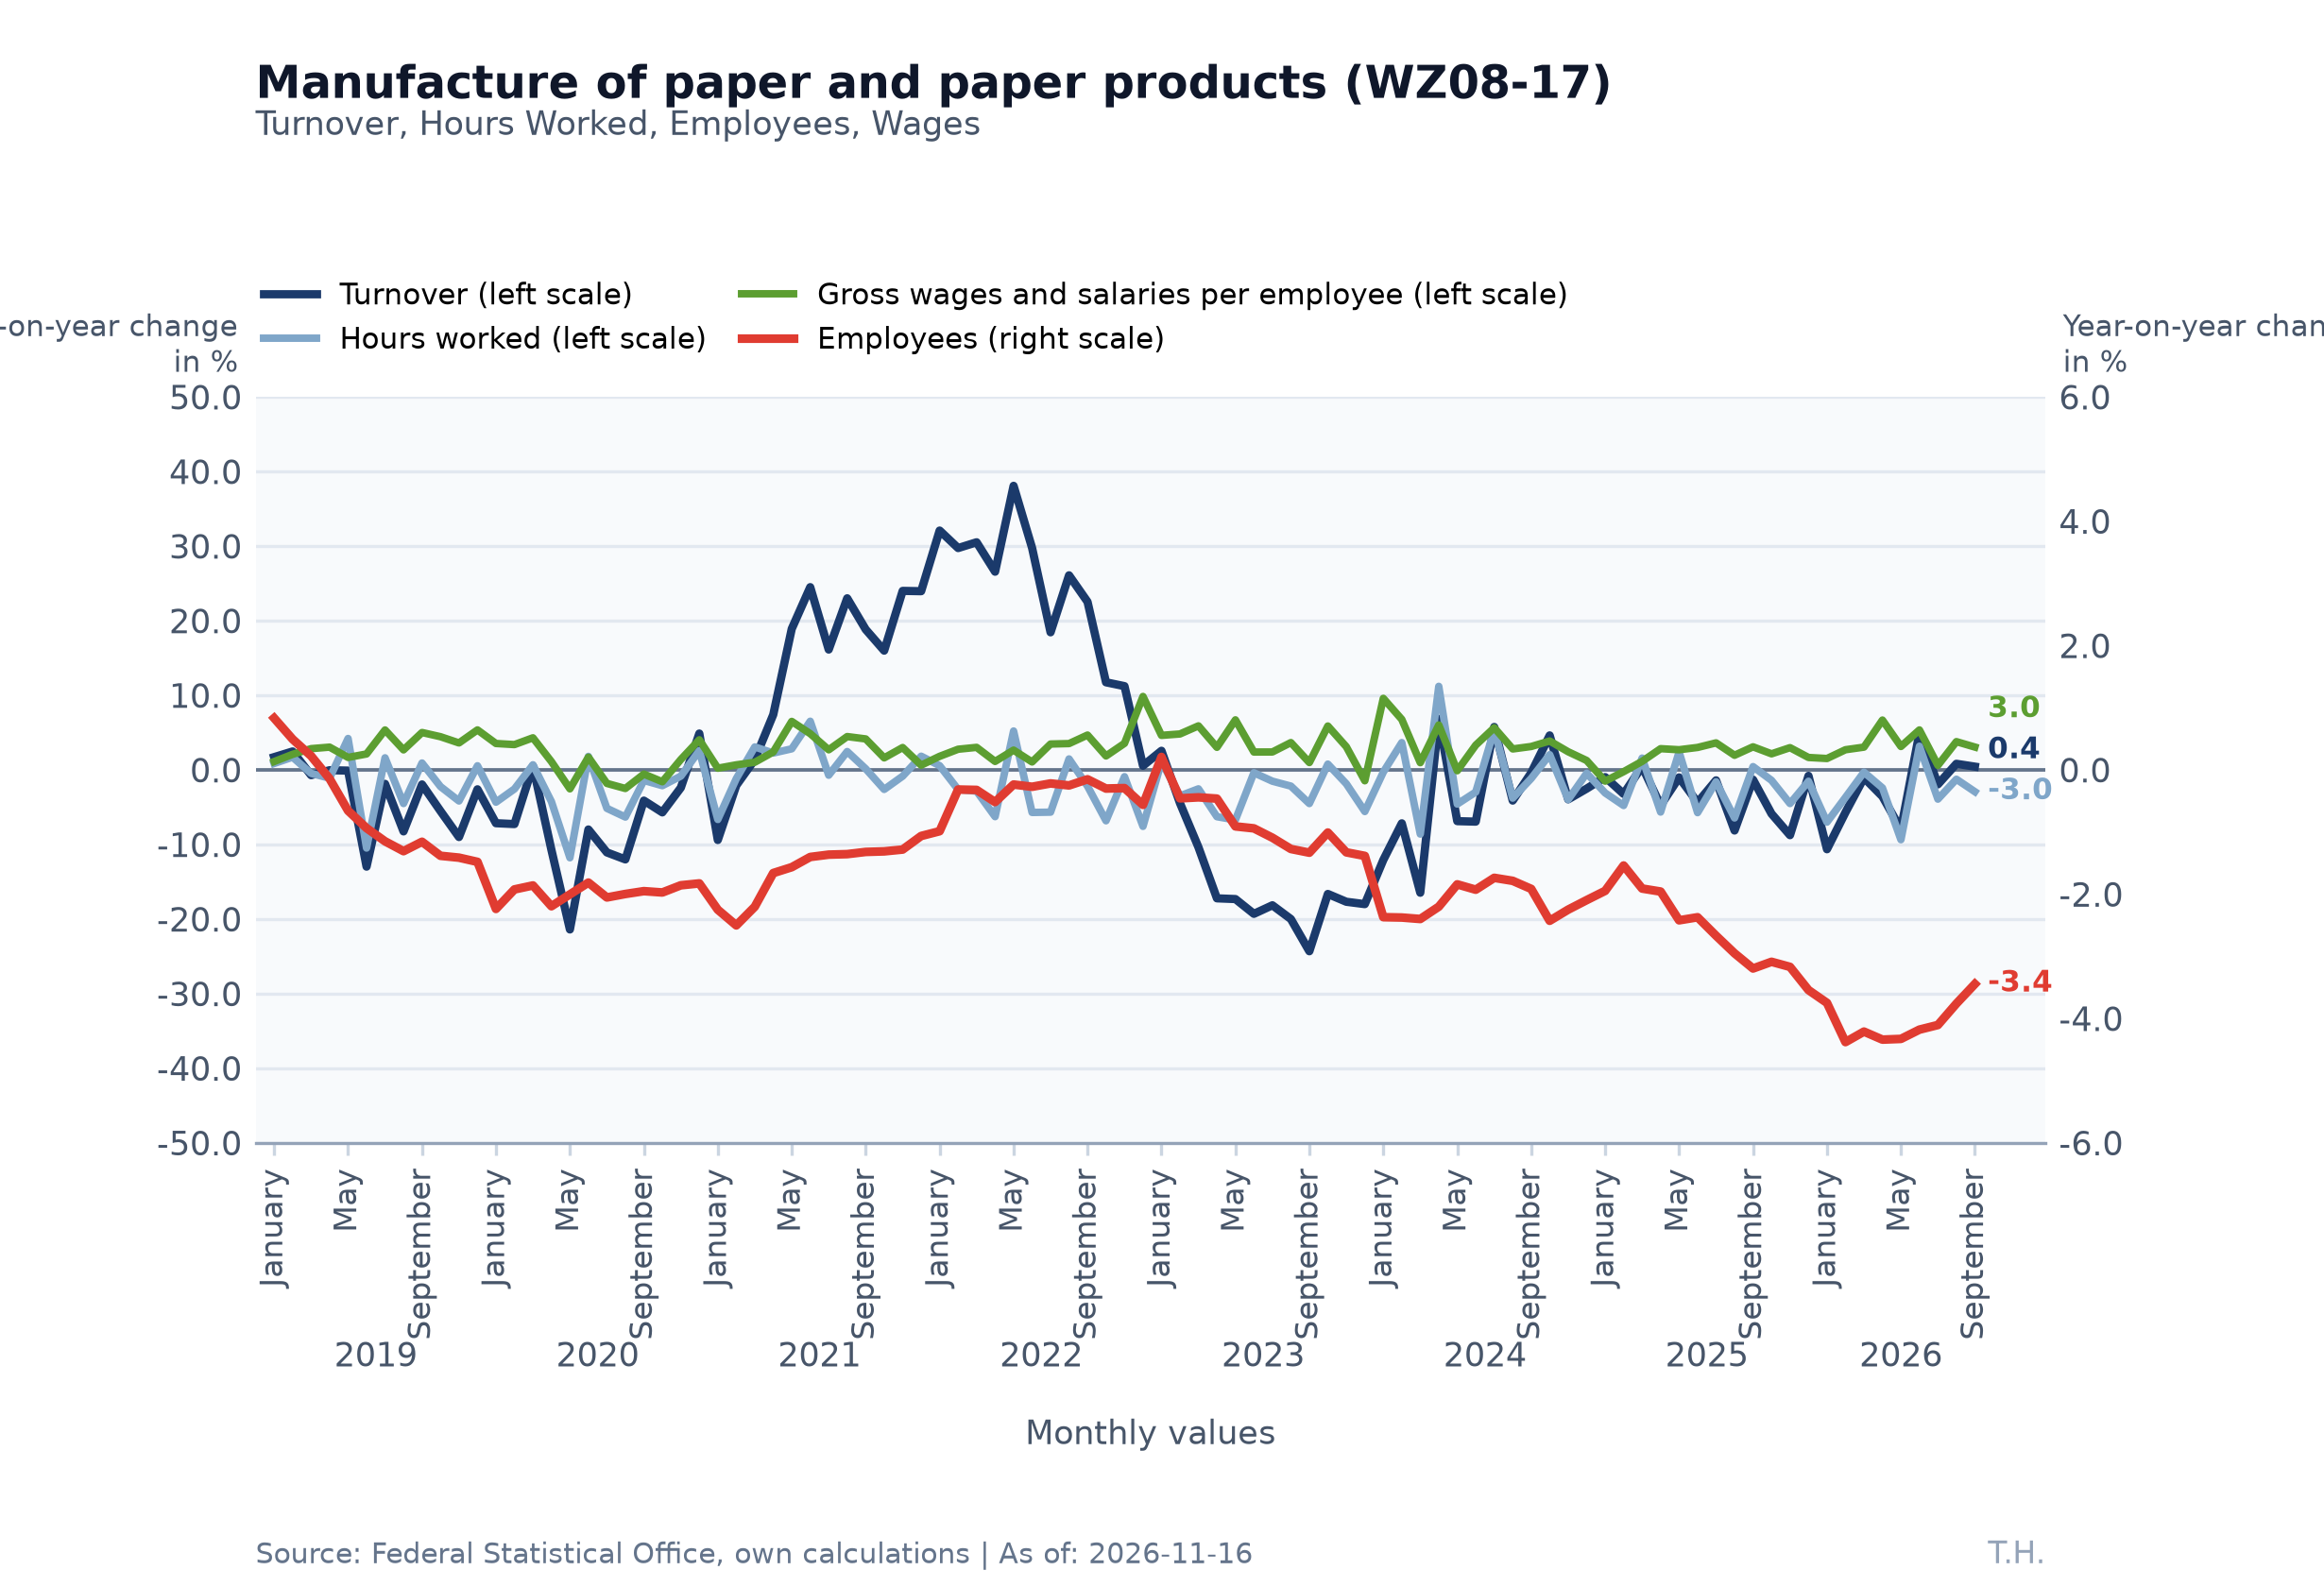 Manufacture of paper and paper products (WZ08-17)
Turnover, Hours Worked, Employees, Wages
Turnover (left scale)
Gross wages and salaries per employee (left scale)
Hours worked (left scale)
Employees (right scale)
-on-year change
in %
Year-on-year chan
in %
50.0
40.0
30.0
20.0
10.0
0.0
-10.0
-20.0
-30.0
-40.0
-50.0
6.0
4.0
2.0
0.0
-2.0
-4.0
-6.0
3.0
0.4
-3.0
-3.4
January
May
September
January
May
September
January
May
September
January
May
September
January
May
September
January
May
September
January
May
September
January
May
September
2019
2020
2021
2022
2023
2024
2025
2026
Monthly values
Source: Federal Statistical Office, own calculations | As of: 2026-11-16
T.H.